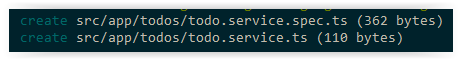 create src/app/todos/todo.service.spec.ts (362 bytes)
create src/app/todos/todo.service.ts (110 bytes)